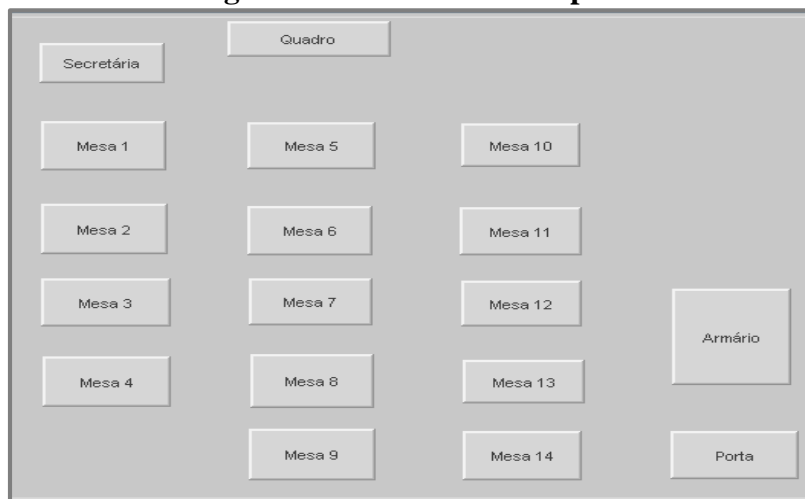 Quadro
Secretária
Mesa 1
Mesa 5
Mesa 10
Mesa 2
Mesa 6
Mesa 11
Mesa 3
Mesa 7
Mesa 12
Armário
Mesa 4
Mesa 8
Mesa 13
Mesa 9
Mesa 14
Porta